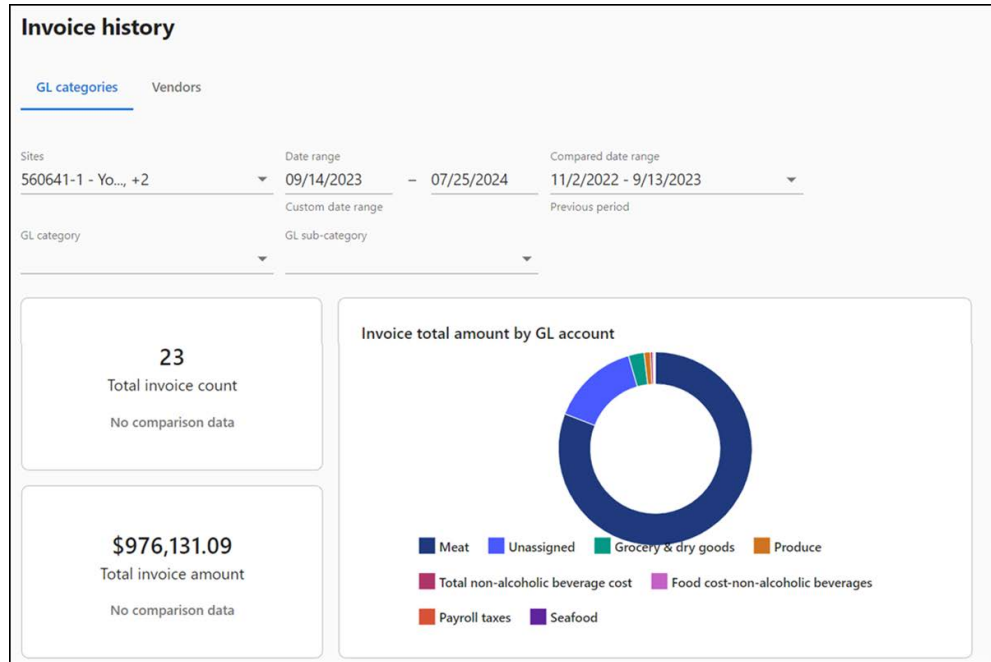 Invoice history
GL categories Vendors
Sites Date range Compared date range
560641-1 - Yo..., +2 09/14/2023 – 07/25/2024 11/2/2022 - 9/13/2023
Custom date range Previous period
GL category GL sub-category
23
Total invoice count
No comparison data
$976,131.09
Total invoice amount
No comparison data
Invoice total amount by GL account
Meat Unassigned Grocery & dry goods Produce
Total non-alcoholic beverage cost Food cost-non-alcoholic beverages
Payroll taxes Seafood